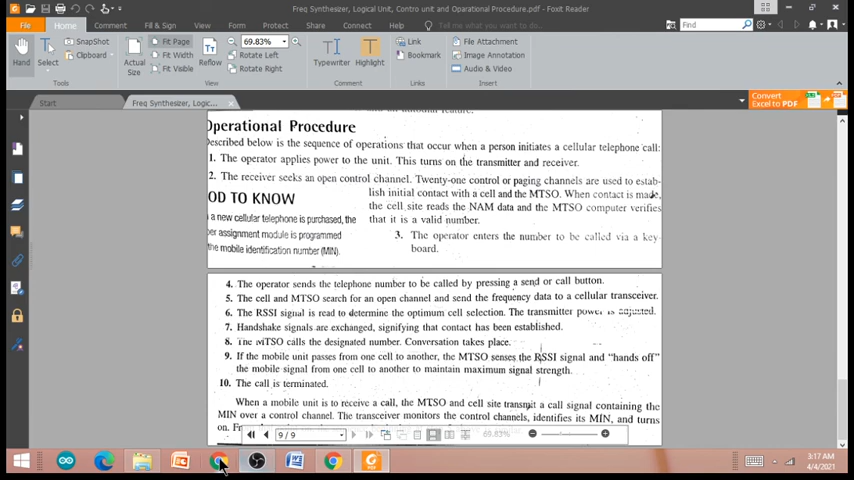 Freq Synthesizer, Logical Unit, Contro unit and Operational Procedure.pdf - Foxit Reader
File Home Comment Fill & Sign View Form Protect Share Connect Help Tell me what you want to do... Find
Hand
Select
SnapShot
Clipboard
Tools
Actual Size
Fit Page
Fit Width
Fit Visible
Reflow
69.83%
Rotate Left
Rotate Right
View
Typewriter
Highlight
Comment
Link
Bookmark
Links
File Attachment
Image Annotation
Audio & Video
Insert
Start
Freq Synthesizer, Logic...
Convert
Excel to PDF
Operational Procedure
Described below is the sequence of operations that occur when a person initiates a cellular telephone call:
1. The operator applies power to the unit. This turns on the transmitter and receiver.
2. The receiver seeks an open control channel. Twenty-one control or paging channels are used to estab-
lish initial contact with a cell and the MTSO. When contact is made,
the cell site reads the NAM data and the MTSO computer verifies
that it is a valid number.
3. The operator enters the number to be called via a key-
board.
OD TO KNOW
a new cellular telephone is purchased, the
er assignment module is programmed
the mobile identification number (MIN).
4. The operator sends the telephone number to be called by pressing a send or call button.
5. The cell and MTSO search for an open channel and send the frequency data to a cellular transceiver.
6. The RSSI signal is read to determine the optimum cell selection. The transmitter power is adjusted.
7. Handshake signals are exchanged, signifying that contact has been established.
8. The MTSO calls the designated number. Conversation takes place.
9. If the mobile unit passes from one cell to another, the MTSO senses the RSSI signal and "hands off"
the mobile signal from one cell to another to maintain maximum signal strength.
10. The call is terminated.
When a mobile unit is to receive a call, the MTSO and cell site transmit a call signal containing the
MIN over a control channel. The transceiver monitors the control channels, identifies its MIN, and turns
on.
9 / 9
69.83%
3:17 AM
4/4/2021